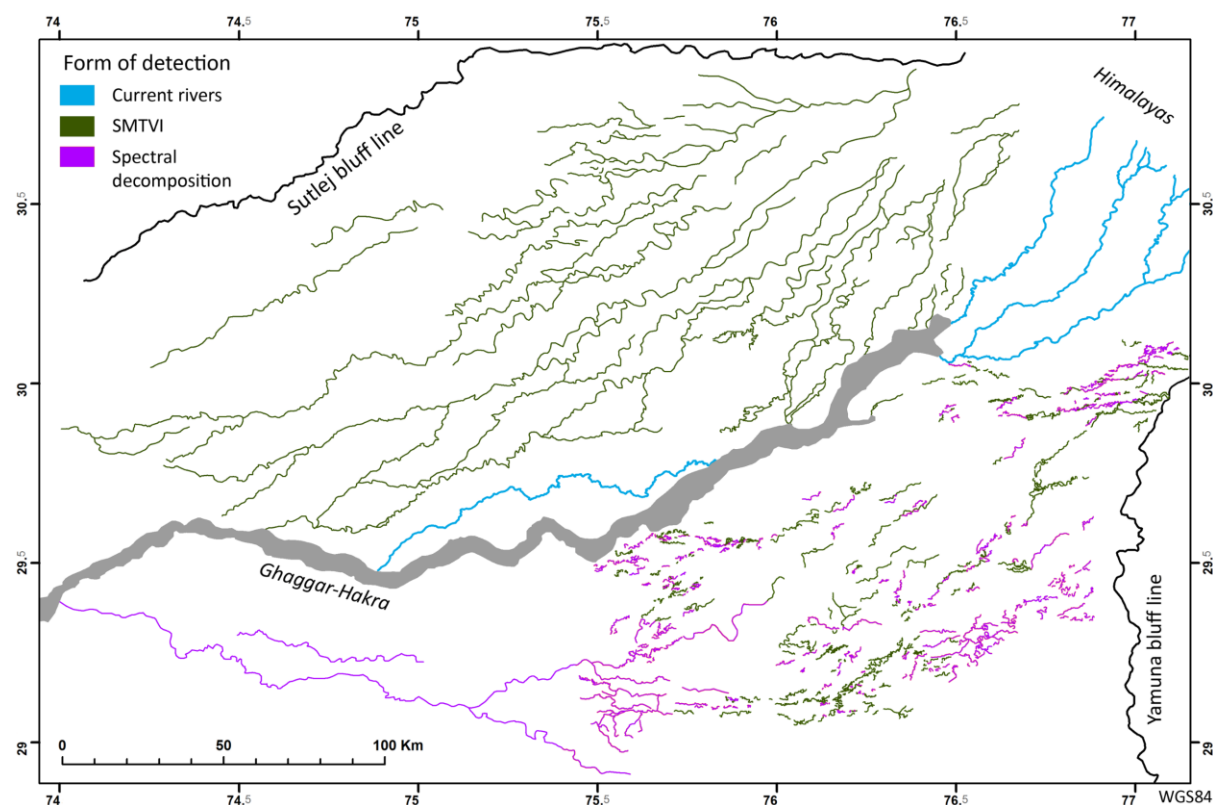 74 74.5 75 75.5 76 76.5 77
Form of detection
Current rivers
SMTVI
Spectral
decomposition
Sutlej bluff line
Himalayas
30.5 30.5
30 30
29.5 29.5
Ghaggar-Hakra
Yamuna bluff line
29 29
0 50 100 Km
74 74.5 75 75.5 76 76.5 77
WGS84